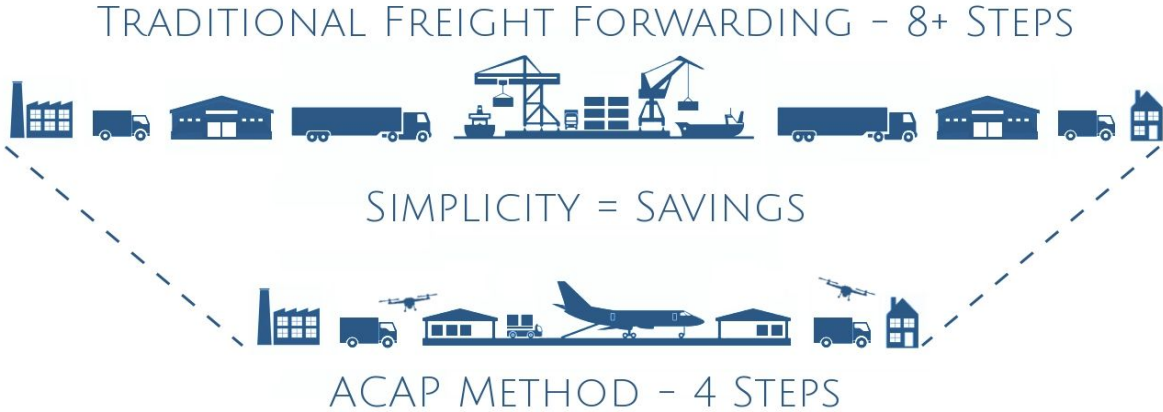 Traditional Freight Forwarding – 8+ Steps
Simplicity = Savings
ACAP Method – 4 Steps